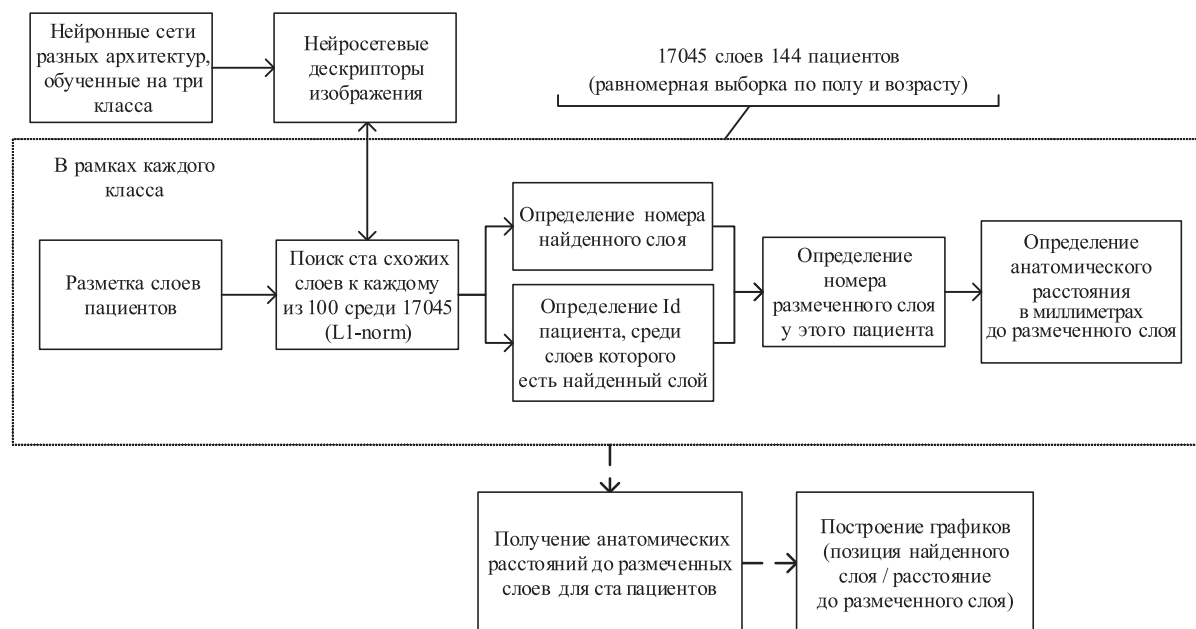 Нейронные сети
разных архитектур,
обученные на три
класса
Нейросетевые
дескрипторы
изображения
17045 слоев 144 пациентов
(равномерная выборка по полу и возрасту)
В рамках каждого
класса
Разметка слоев
пациентов
Поиск ста схожих
слоев к каждому
из 100 среди 17045
(L1-norm)
Определение номера
найденного слоя
Определение Id
пациента, среди
слоев которого
есть найденный слой
Определение
номера
размеченного слоя
у этого пациента
Определение
анатомического
расстояния
в миллиметрах
до размеченного слоя
Получение анатомических
расстояний до размеченных
слоев для ста пациентов
Построение графиков
(позиция найденного
слоя / расстояние
до размеченного слоя)